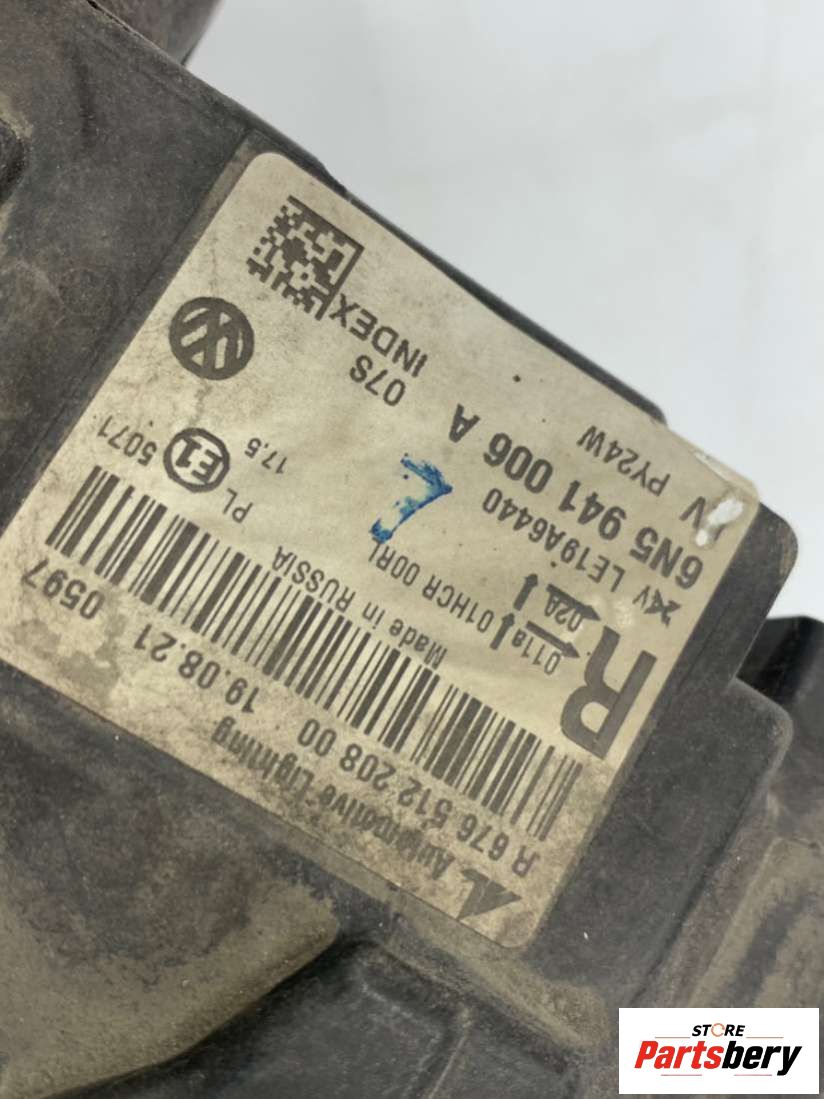 AL Automotive Lighting
R 676 512 208 00 19.08.21 0597
Made in RUSSIA
R
011a 01HCR 00RL PL E1 5071
02A
17.5
LE19A6440
6N5 941 006 A
07S
INDEX
PY24W
STORE
Partsbery